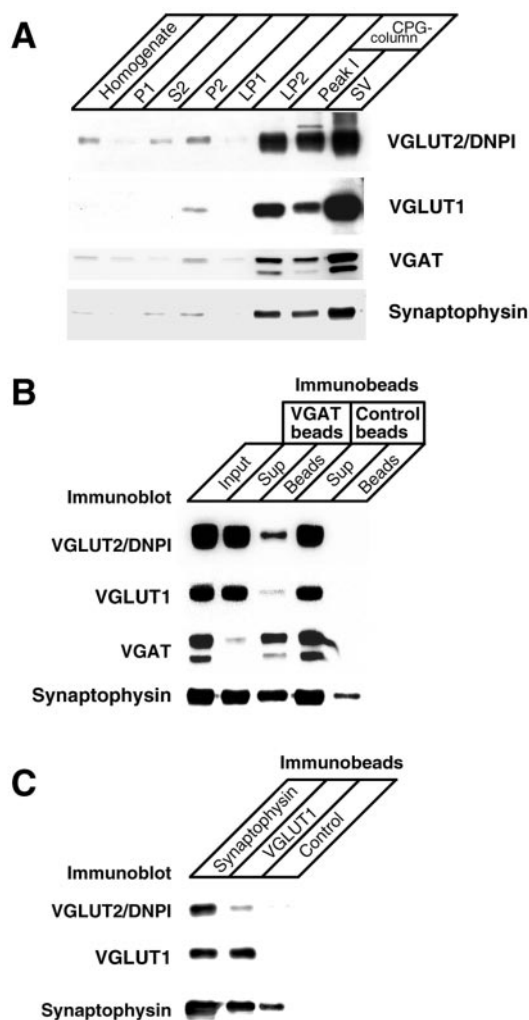 A
Homogenate
P1
S2
P2
LP1
LP2
Peak I
SV
CPG-
column
VGLUT2/DNPI
VGLUT1
VGAT
Synaptophysin
B
Immunobeads
VGAT
beads
Control
beads
Input
Sup
Beads
Sup
Beads
Immunoblot
VGLUT2/DNPI
VGLUT1
VGAT
Synaptophysin
C
Immunobeads
Synaptophysin
VGLUT1
Control
Immunoblot
VGLUT2/DNPI
VGLUT1
Synaptophysin